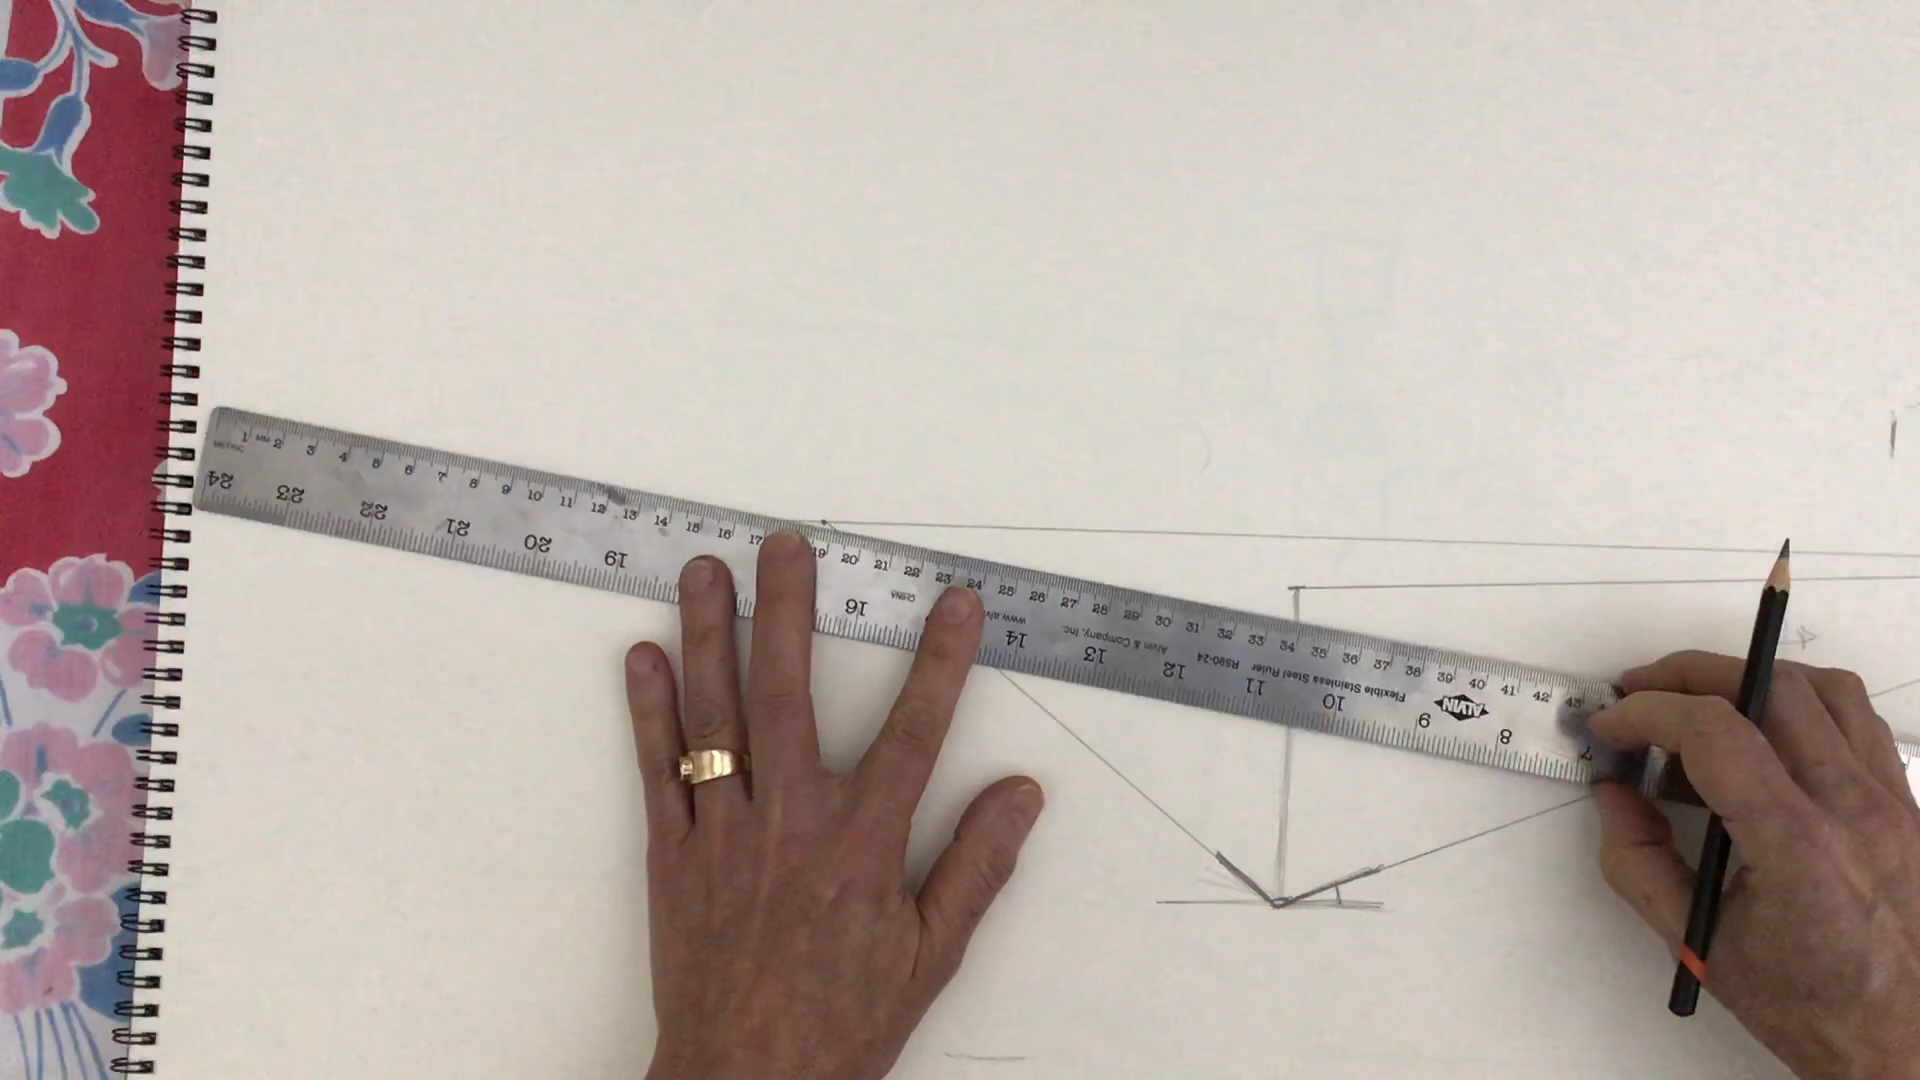 METRIC 1 MM 2 3 4 5 6 7 8 9 10 11 12 13 14 15 16 17 19 20 21 22 23 24 25 26 27 28 29 30 31 32 33 34 35 36 37 38 39 40 41 42 43
24 23 22 21 20 19 16 14 13 12 11 10 9 8 7
CHINA
Alvin & Company, Inc.
Flexible Stainless Steel Ruler R590-24
ALVIN